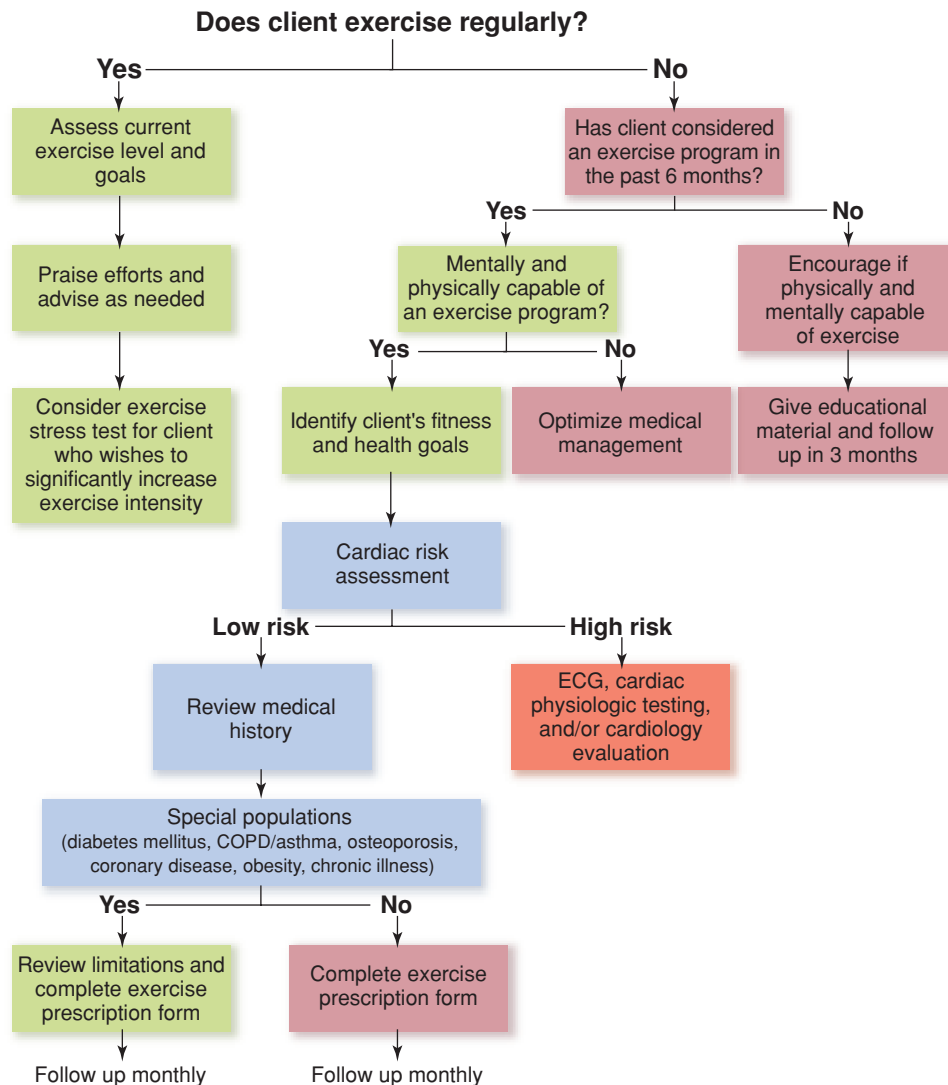 Does client exercise regularly?
Yes
No
Assess current
exercise level and
goals
Has client considered
an exercise program in
the past 6 months?
Yes
No
Praise efforts and
advise as needed
Mentally and
physically capable of
an exercise program?
Encourage if
physically and
mentally capable
of exercise
Yes
No
Consider exercise
stress test for client
who wishes to
significantly increase
exercise intensity
Identify client's fitness
and health goals
Optimize medical
management
Give educational
material and follow
up in 3 months
Cardiac risk
assessment
Low risk
High risk
Review medical
history
ECG, cardiac
physiologic testing,
and/or cardiology
evaluation
Special populations
(diabetes mellitus, COPD/asthma, osteoporosis,
coronary disease, obesity, chronic illness)
Yes
No
Review limitations and
complete exercise
prescription form
Complete exercise
prescription form
Follow up monthly
Follow up monthly